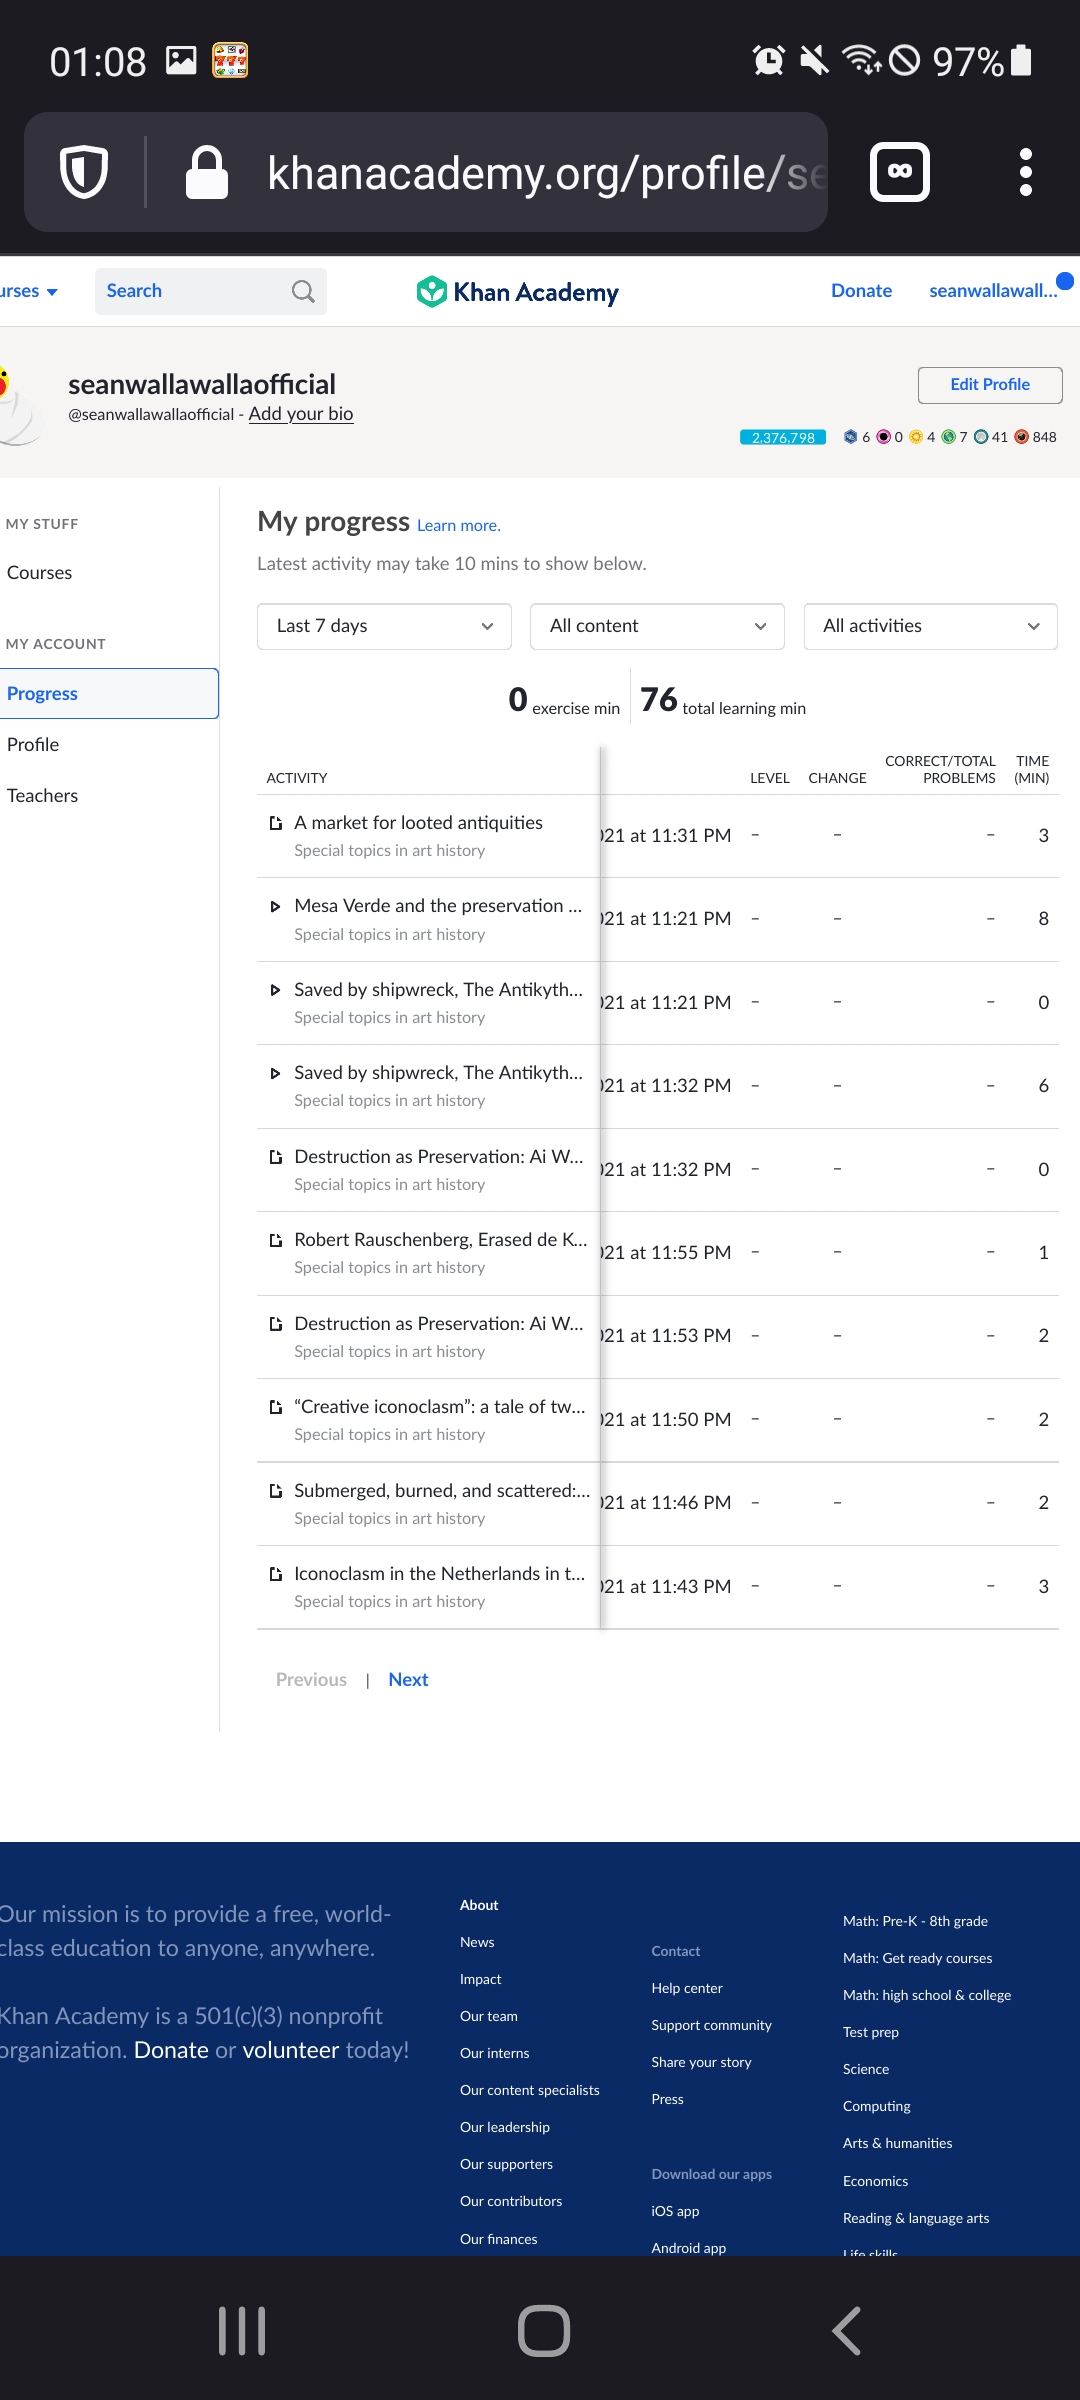 01:08
97%
khanacademy.org/profile/se
urses
Search
Khan Academy
Donate
seanwallawall...
seanwallawallaofficial
@seanwallawallaofficial - Add your bio
Edit Profile
2,376,798 6 0 4 7 41 848
MY STUFF
Courses
MY ACCOUNT
Progress
Profile
Teachers
My progress Learn more.
Latest activity may take 10 mins to show below.
Last 7 days
All content
All activities
0 exercise min
76 total learning min
ACTIVITY LEVEL CHANGE CORRECT/TOTAL PROBLEMS TIME (MIN)
A market for looted antiquities
Special topics in art history
021 at 11:31 PM – – – 3
Mesa Verde and the preservation ...
Special topics in art history
021 at 11:21 PM – – – 8
Saved by shipwreck, The Antikyth...
Special topics in art history
021 at 11:21 PM – – – 0
Saved by shipwreck, The Antikyth...
Special topics in art history
021 at 11:32 PM – – – 6
Destruction as Preservation: Ai W...
Special topics in art history
021 at 11:32 PM – – – 0
Robert Rauschenberg, Erased de K...
Special topics in art history
021 at 11:55 PM – – – 1
Destruction as Preservation: Ai W...
Special topics in art history
021 at 11:53 PM – – – 2
“Creative iconoclasm”: a tale of tw...
Special topics in art history
021 at 11:50 PM – – – 2
Submerged, burned, and scattered:...
Special topics in art history
021 at 11:46 PM – – – 2
Iconoclasm in the Netherlands in t...
Special topics in art history
021 at 11:43 PM – – – 3
Previous | Next
Our mission is to provide a free, world-
class education to anyone, anywhere.
Khan Academy is a 501(c)(3) nonprofit
organization. Donate or volunteer today!
About
News
Impact
Our team
Our interns
Our content specialists
Our leadership
Our supporters
Our contributors
Our finances
Contact
Help center
Support community
Share your story
Press
Download our apps
iOS app
Android app
Math: Pre-K - 8th grade
Math: Get ready courses
Math: high school & college
Test prep
Science
Computing
Arts & humanities
Economics
Reading & language arts
Life skills